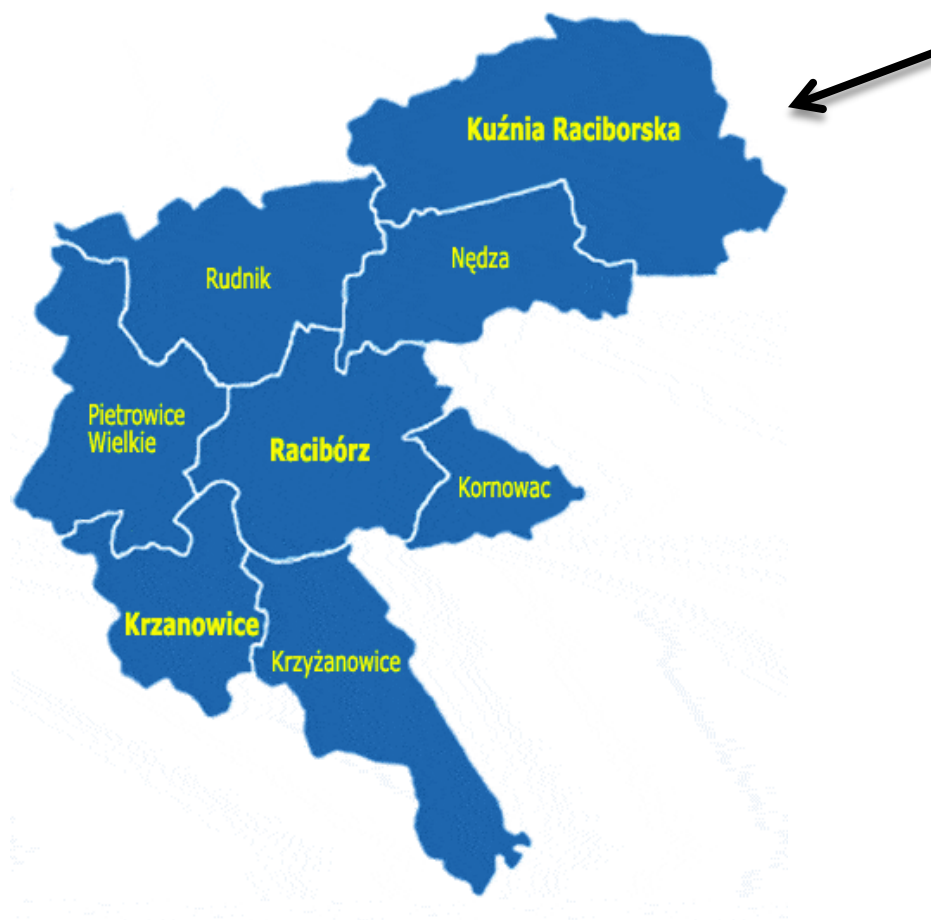 Kuźnia Raciborska
Nędza
Rudnik
Pietrowice
Wielkie
Racibórz
Kornowac
Krzanowice
Krzyżanowice